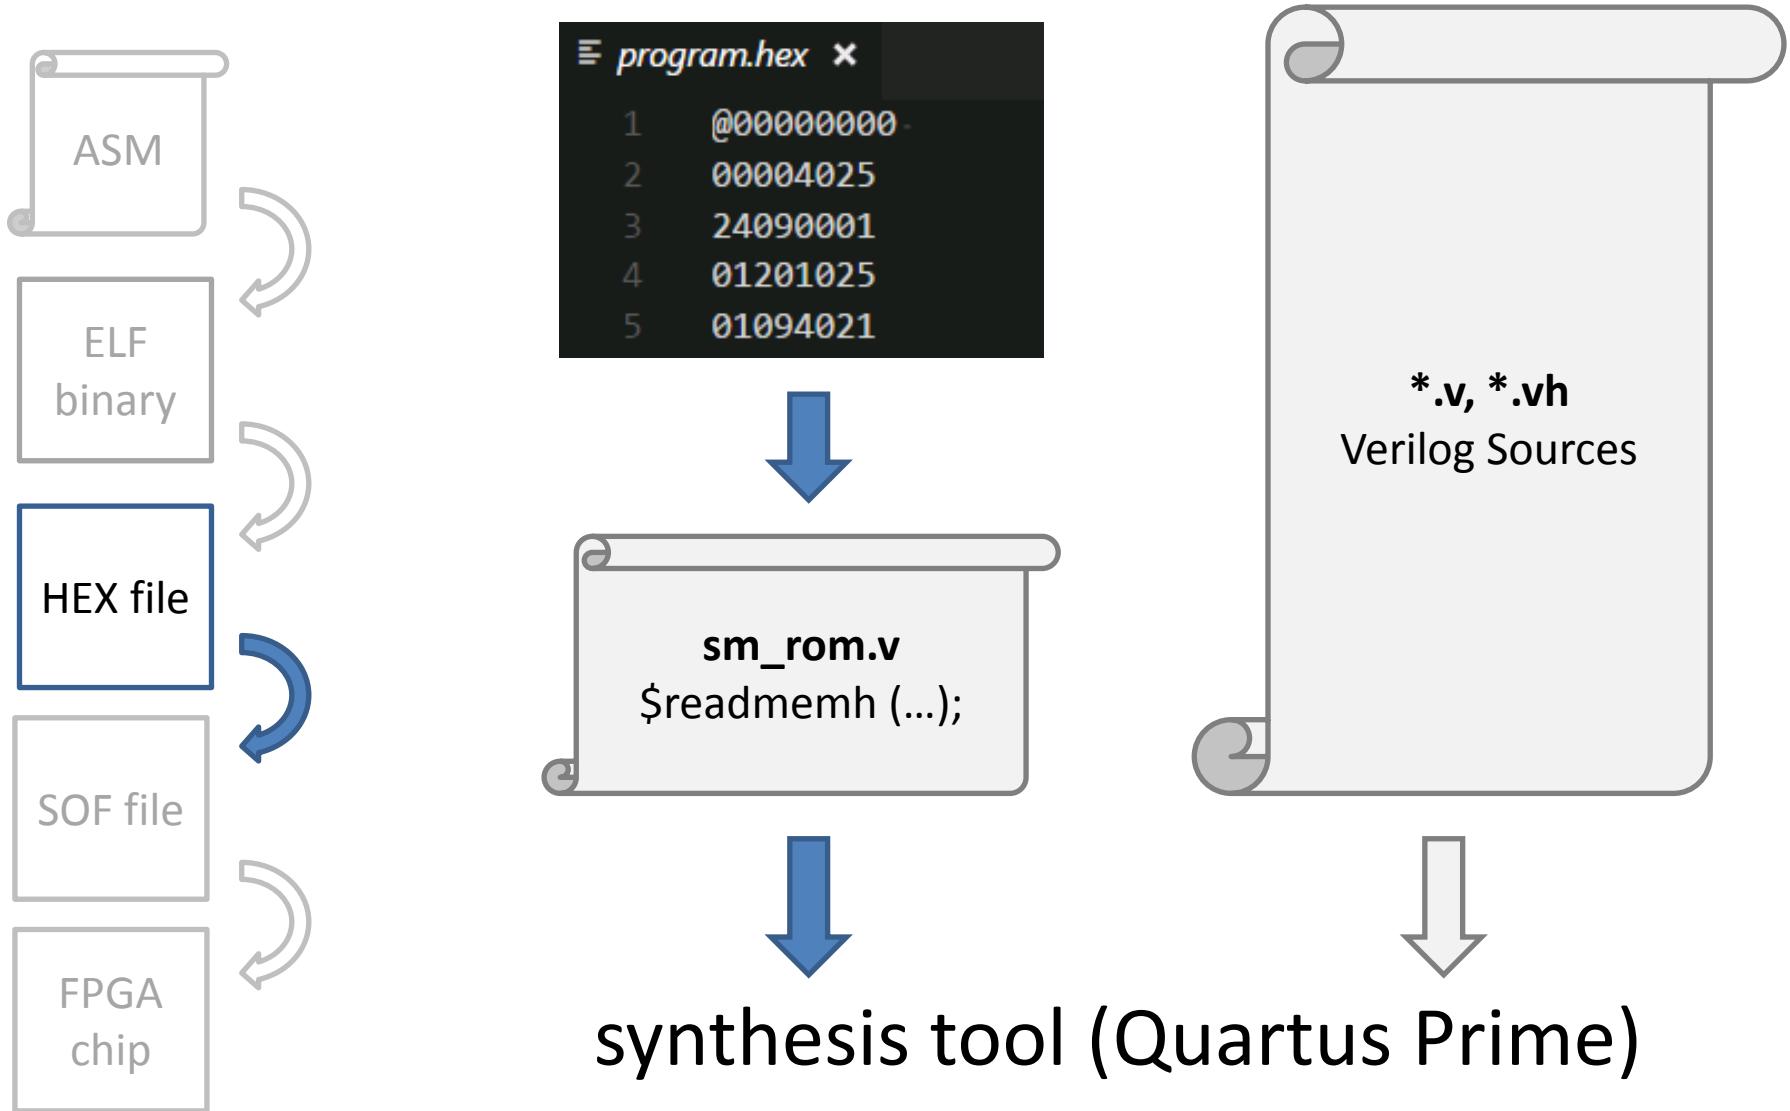 ASM
ELF
binary
HEX file
SOF file
FPGA
chip
program.hex
1 @00000000
2 00004025
3 24090001
4 01201025
5 01094021
sm_rom.v
$readmemh (...);
*.v, *.vh
Verilog Sources
synthesis tool (Quartus Prime)